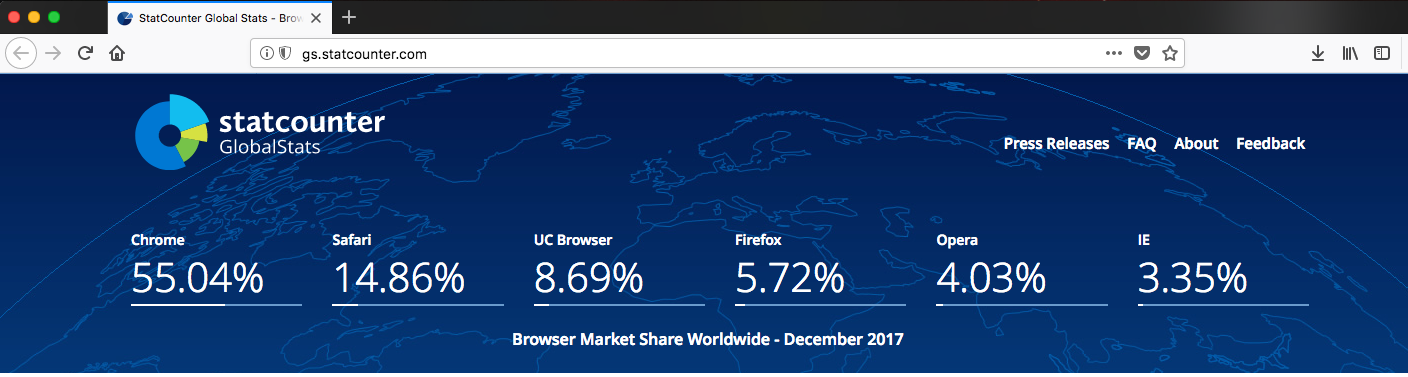 StatCounter Global Stats - Brow
gs.statcounter.com
statcounter
GlobalStats
Press Releases FAQ About Feedback
Chrome Safari UC Browser Firefox Opera IE
55.04% 14.86% 8.69% 5.72% 4.03% 3.35%
Browser Market Share Worldwide - December 2017